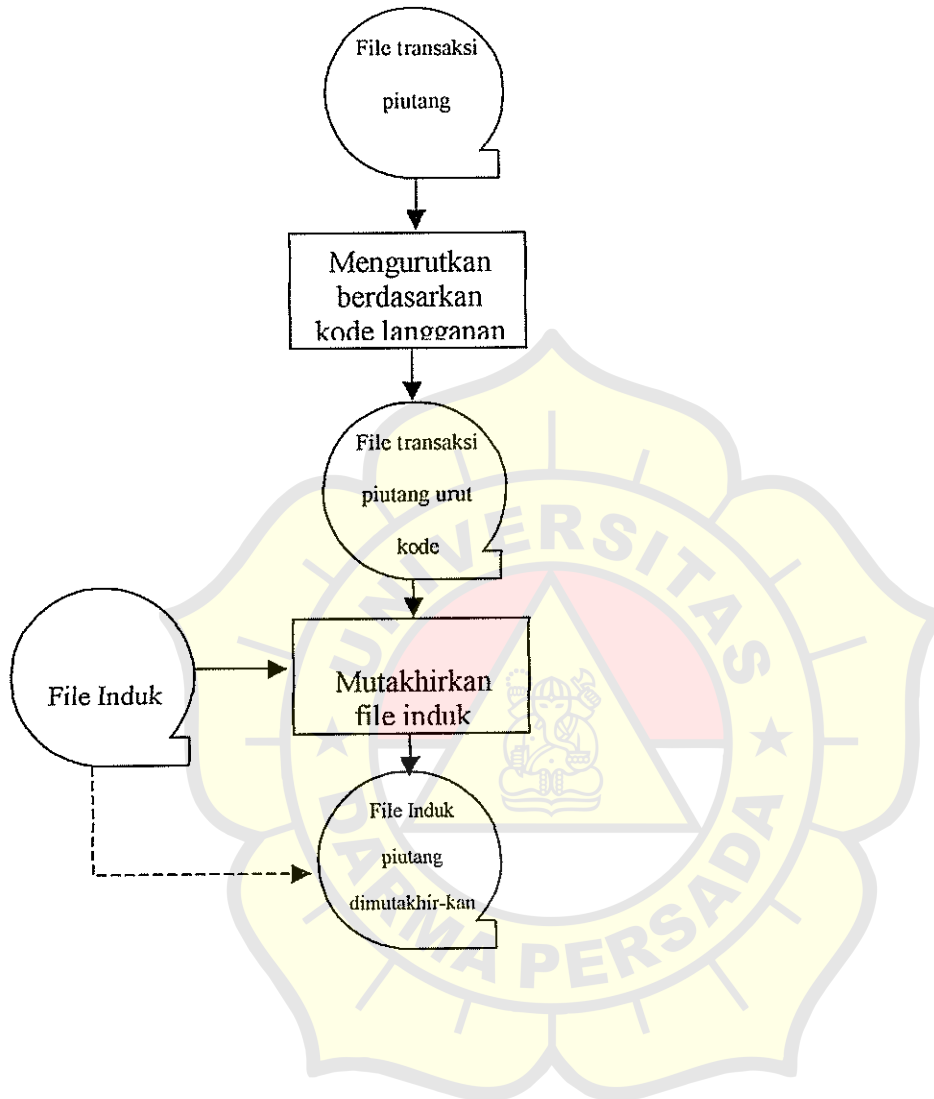 File transaksi
piutang
Mengurutkan
berdasarkan
kode langganan
File transaksi
piutang urut
kode
File Induk
Mutakhirkan
file induk
File Induk
piutang
dimutakhir-kan
UNIVERSITAS
DARMA PERSADA